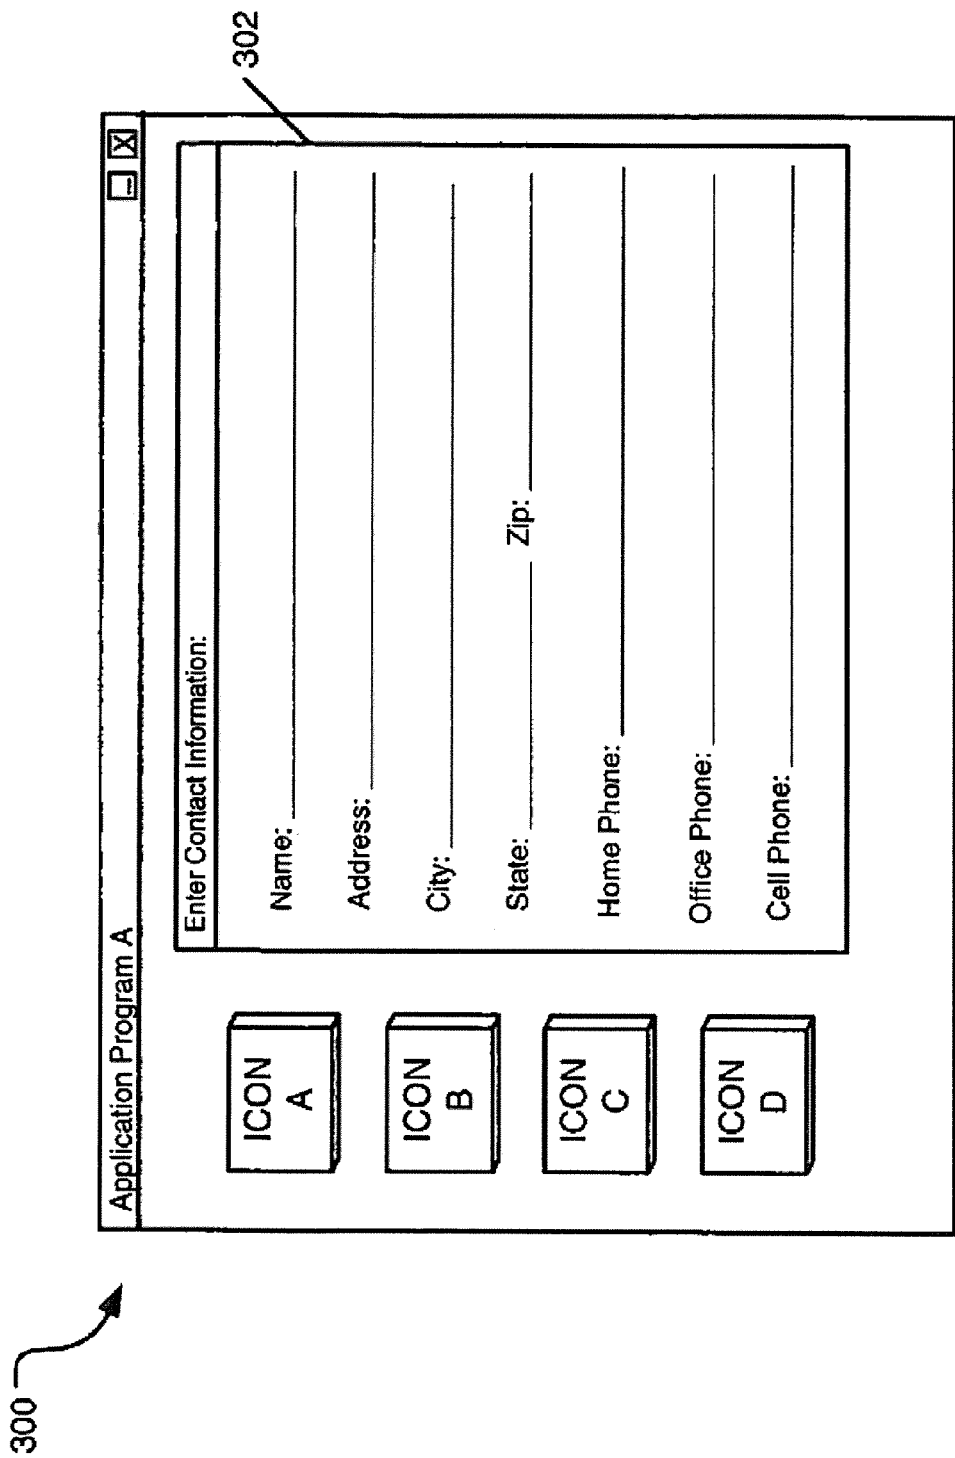 300
302
Application Program A
Enter Contact Information:
ICON
A
ICON
B
ICON
C
ICON
D
Name:
Address:
City:
State: Zip:
Home Phone:
Office Phone:
Cell Phone: